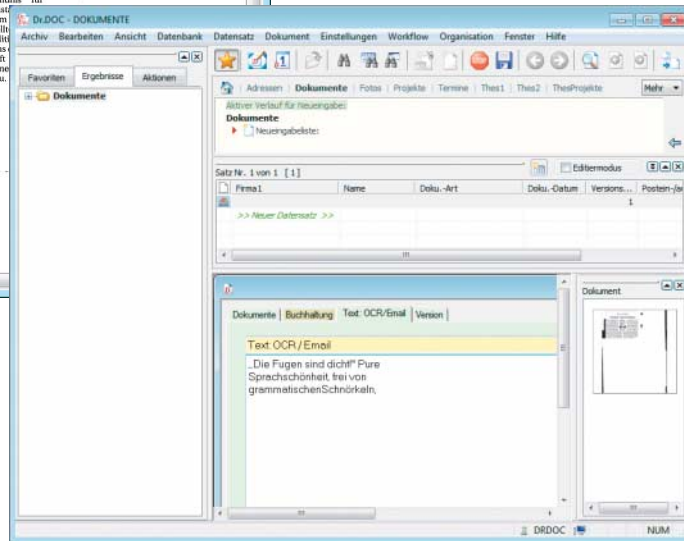 Dr.DOC - DOKUMENTE
Archiv Bearbeiten Ansicht Datenbank Datensatz Dokument Einstellungen Workflow Organisation Fenster Hilfe
Favoriten Ergebnisse Aktionen
Dokumente
Adressen Dokumente Fotos Projekte Termine Thes1 Thes2 ThesProjekte Mehr
Aktiver Verlauf für Neueingabe:
Dokumente
Neueingabeliste:
Satz Nr. 1 von 1 [1]
Editiermodus
Firma1 Name Doku.-Art Doku.-Datum Versions...
1
>> Neuer Datensatz >>
Dokument
Dokumente Buchhaltung Text: OCR/Email Version
Text: OCR / Email
„Die Fugen sind dicht!" Pure
Sprachschönheit, frei von
grammatischenSchnörkeln,
DRDOC NUM